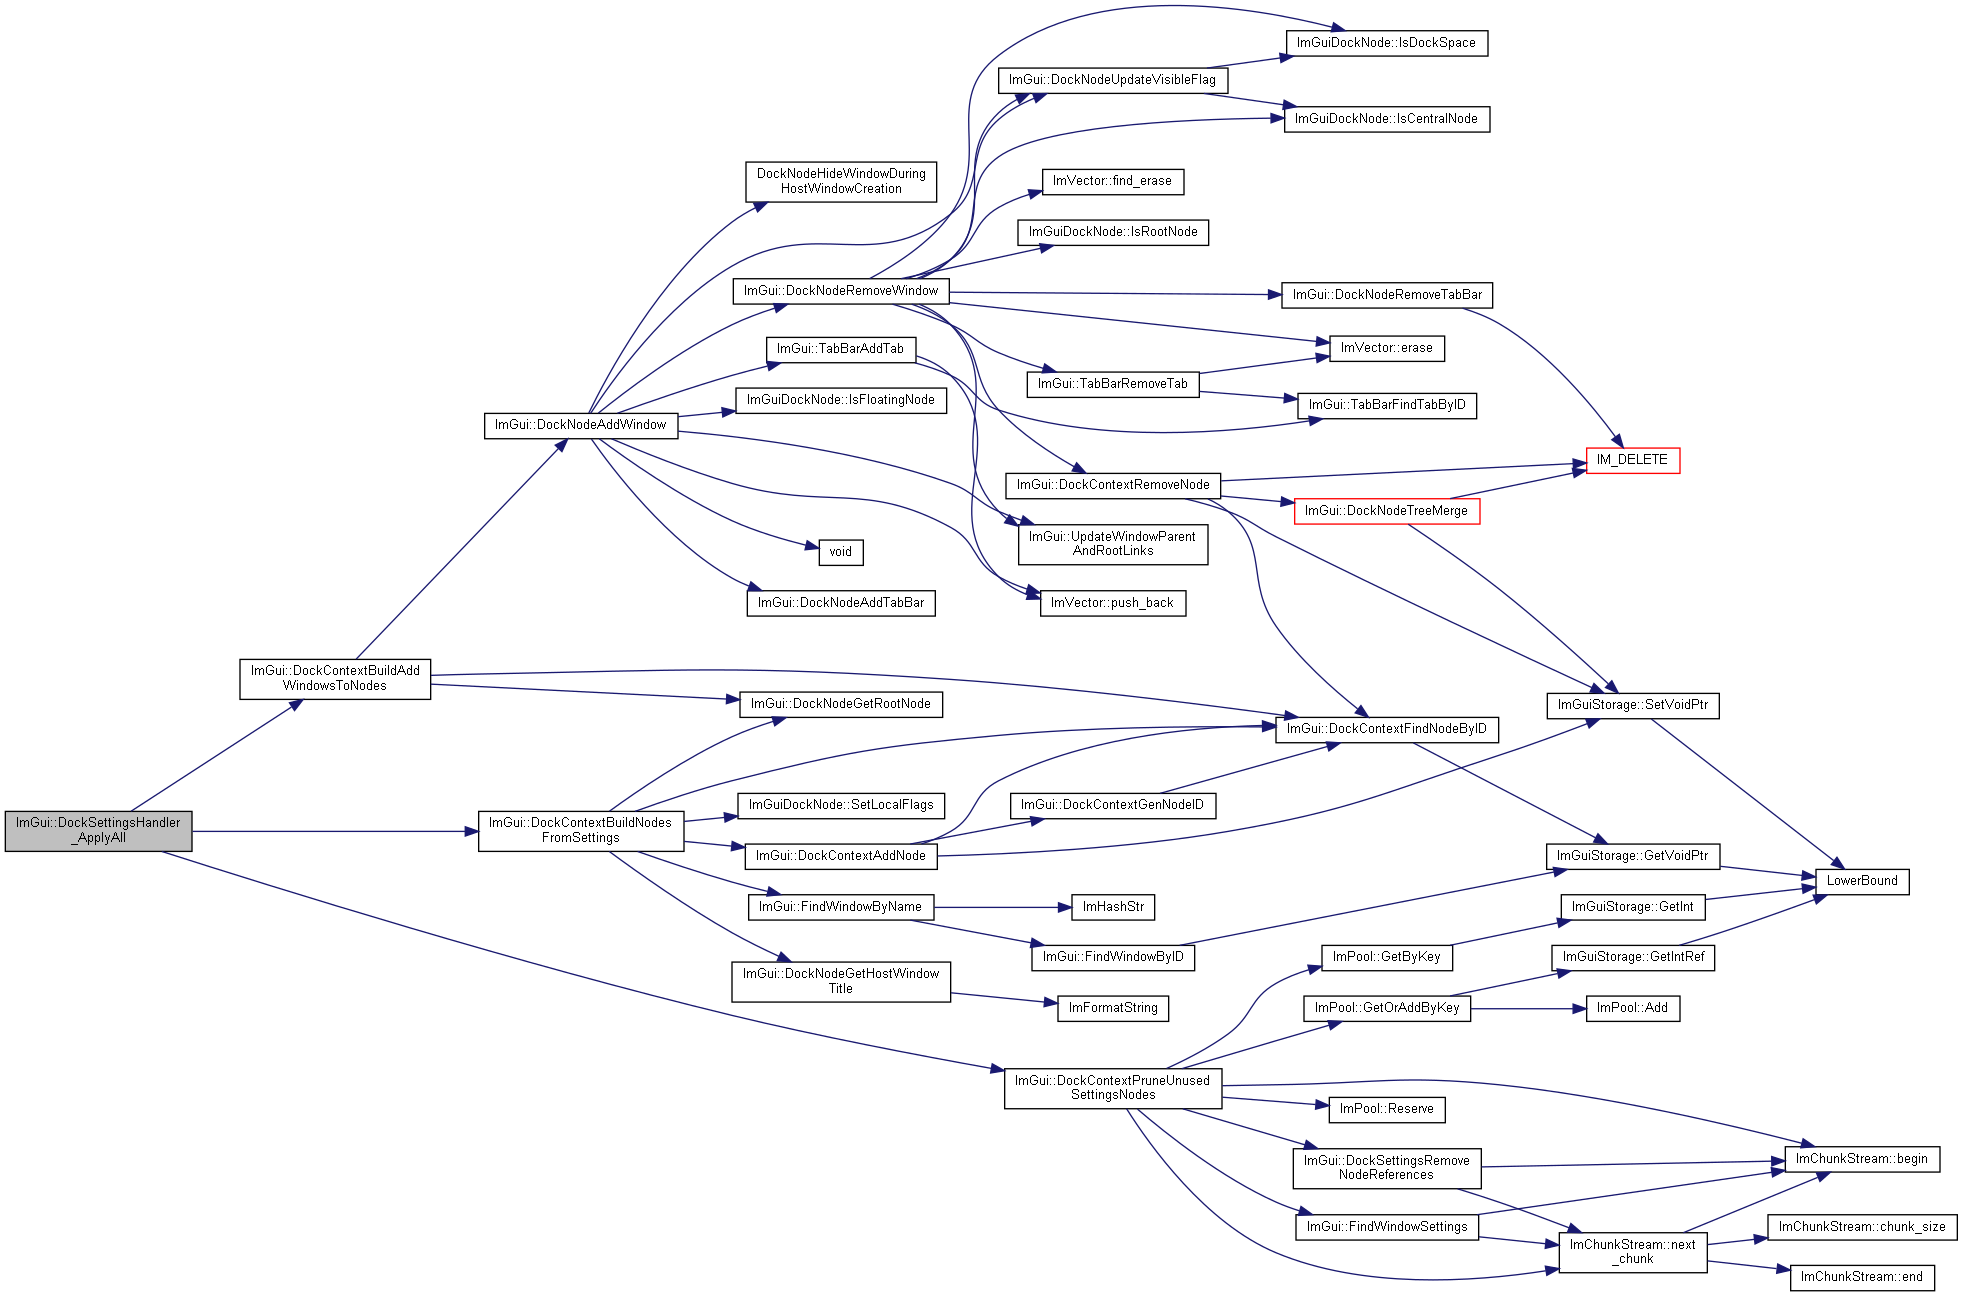 ImGuiDockNode::IsDockSpace
ImGui::DockNodeUpdateVisibleFlag
ImGuiDockNode::IsCentralNode
DockNodeHideWindowDuring
HostWindowCreation
ImVector::find_erase
ImGuiDockNode::IsRootNode
ImGui::DockNodeRemoveWindow
ImGui::DockNodeRemoveTabBar
ImGui::TabBarAddTab
ImVector::erase
ImGui::TabBarRemoveTab
ImGuiDockNode::IsFloatingNode
ImGui::TabBarFindTabByID
ImGui::DockNodeAddWindow
IM_DELETE
ImGui::DockContextRemoveNode
ImGui::DockNodeTreeMerge
ImGui::UpdateWindowParent
AndRootLinks
void
ImGui::DockNodeAddTabBar
ImVector::push_back
ImGui::DockContextBuildAdd
WindowsToNodes
ImGui::DockNodeGetRootNode
ImGuiStorage::SetVoidPtr
ImGui::DockContextFindNodeByID
ImGuiDockNode::SetLocalFlags
ImGui::DockContextGenNodeID
ImGui::DockSettingsHandler
_ApplyAll
ImGui::DockContextBuildNodes
FromSettings
ImGui::DockContextAddNode
ImGuiStorage::GetVoidPtr
LowerBound
ImGui::FindWindowByName
ImHashStr
ImGuiStorage::GetInt
ImGui::FindWindowByID
ImPool::GetByKey
ImGuiStorage::GetIntRef
ImGui::DockNodeGetHostWindow
Title
ImFormatString
ImPool::GetOrAddByKey
ImPool::Add
ImGui::DockContextPruneUnused
SettingsNodes
ImPool::Reserve
ImGui::DockSettingsRemove
NodeReferences
ImChunkStream::begin
ImGui::FindWindowSettings
ImChunkStream::chunk_size
ImChunkStream::next
_chunk
ImChunkStream::end